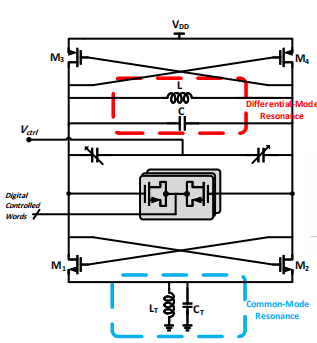 VDD
M3
M4
L
Differential-Mode
Resonance
C
Vctrl
Digital
Controlled
Words
M1
M2
LT
CT
Common-Mode
Resonance